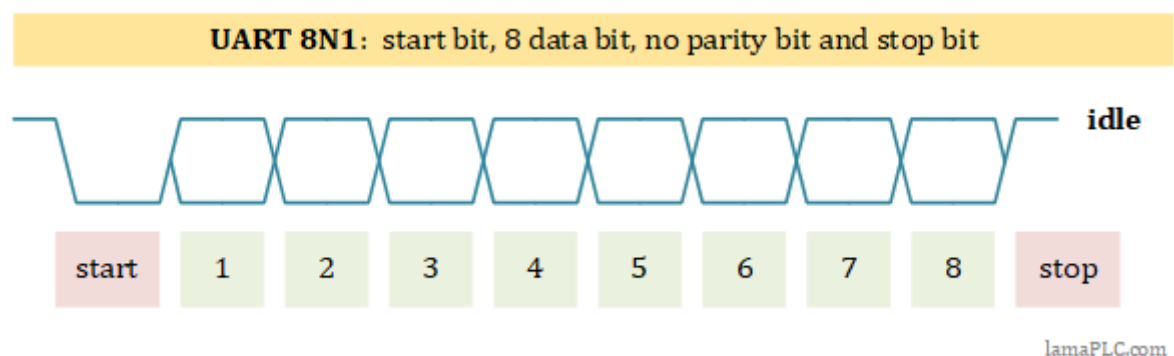 UART 8N1: start bit, 8 data bit, no parity bit and stop bit
idle
start 1 2 3 4 5 6 7 8 stop
lamaPLC.com